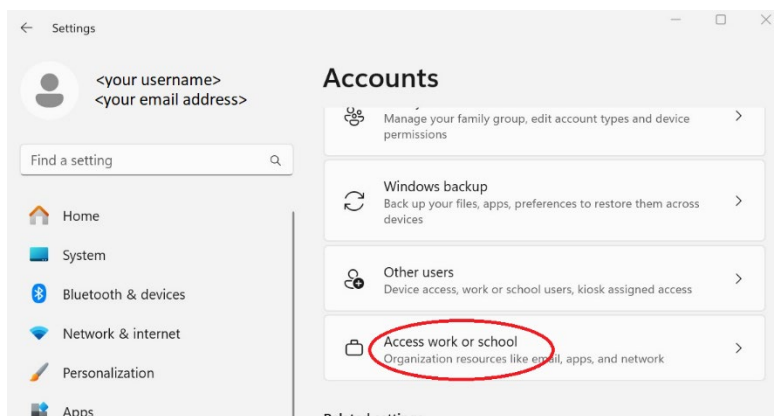 Settings
<your username>
<your email address>
Find a setting
Home
System
Bluetooth & devices
Network & internet
Personalization
Apps
Accounts
Manage your family group, edit account types and device
permissions
Windows backup
Back up your files, apps, preferences to restore them across
devices
Other users
Device access, work or school users, kiosk assigned access
Access work or school
Organization resources like email, apps, and network